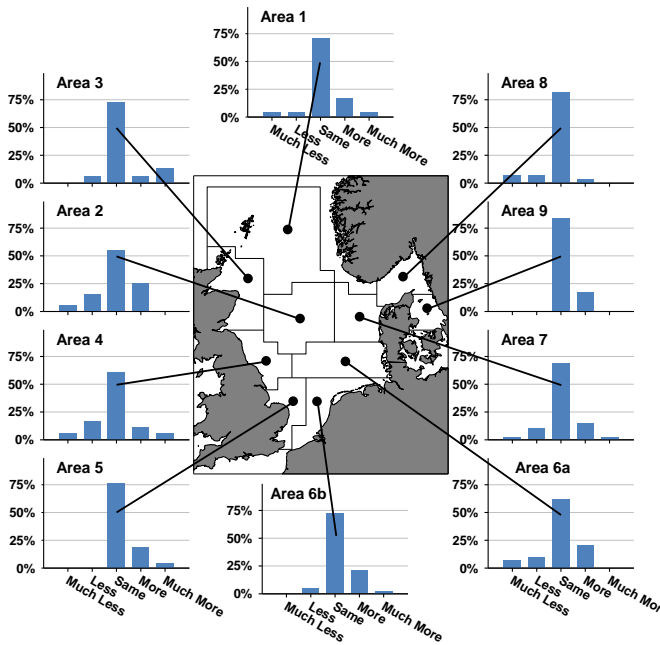 Area 1
75%
50%
25%
0%
Much Less
Less
Same
More
Much More
Area 3
75%
50%
25%
0%
Area 8
75%
50%
25%
0%
Area 2
75%
50%
25%
0%
Area 9
75%
50%
25%
0%
Area 4
75%
50%
25%
0%
Area 7
75%
50%
25%
0%
Area 5
75%
50%
25%
0%
Much Less
Less
Same
More
Much More
Area 6b
75%
50%
25%
0%
Much Less
Less
Same
More
Much More
Area 6a
75%
50%
25%
0%
Much Less
Less
Same
More
Much Mor